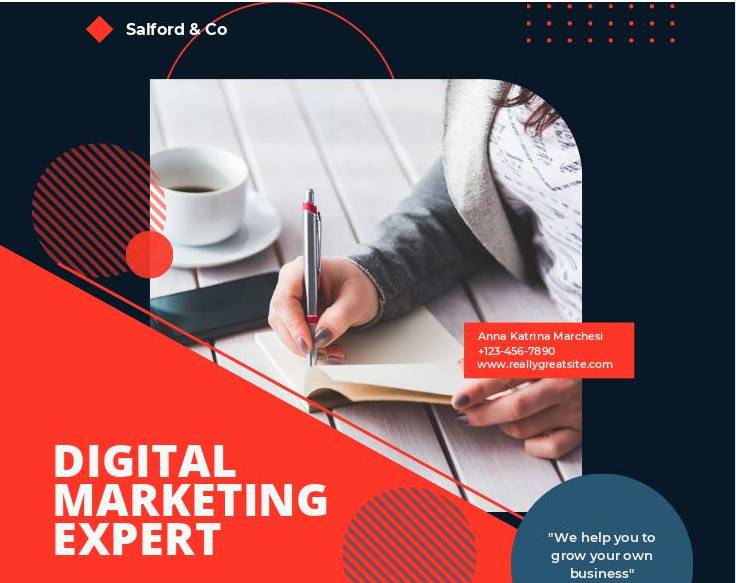 Salford & Co
Anna Katrina Marchesi
+123-456-7890
www.reallygreatsite.com
DIGITAL
MARKETING
EXPERT
"We help you to
grow your own
business"